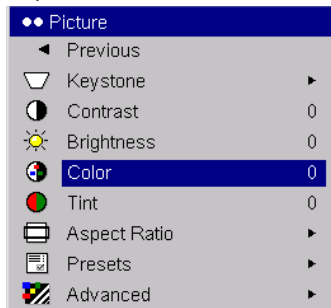 Picture
Previous
Keystone
Contrast 0
Brightness 0
Color 0
Tint 0
Aspect Ratio
Presets
Advanced